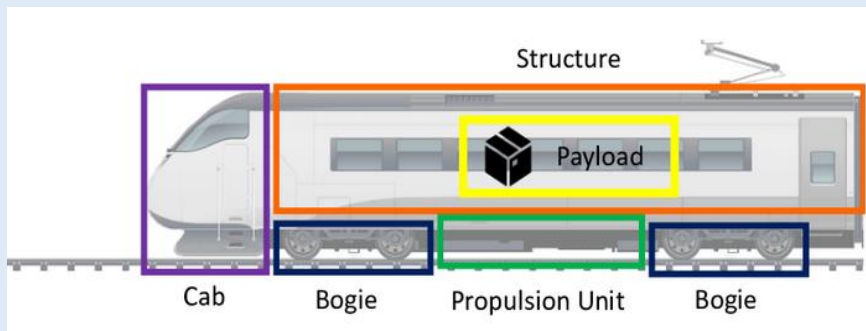 Structure
Payload
Cab
Bogie
Propulsion Unit
Bogie